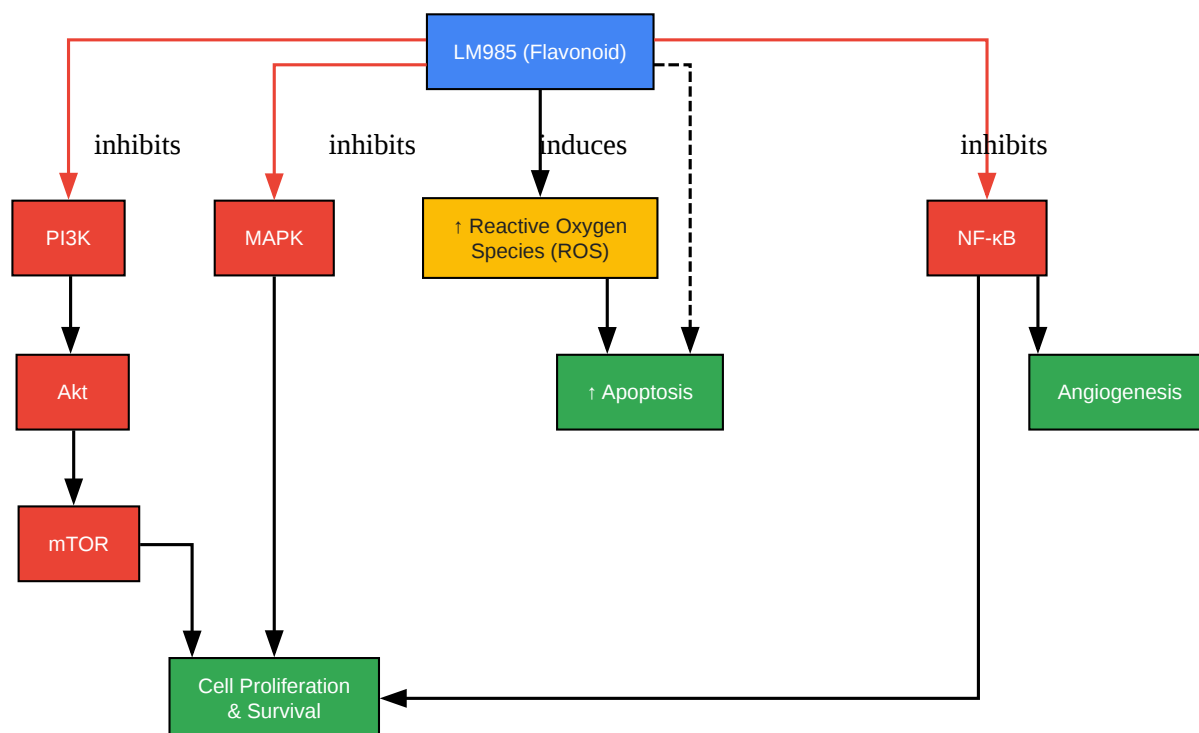 LM985 (Flavonoid)
inhibits
inhibits
induces
inhibits
PI3K
MAPK
↑ Reactive Oxygen
Species (ROS)
NF-κB
Akt
↑ Apoptosis
Angiogenesis
mTOR
Cell Proliferation
& Survival